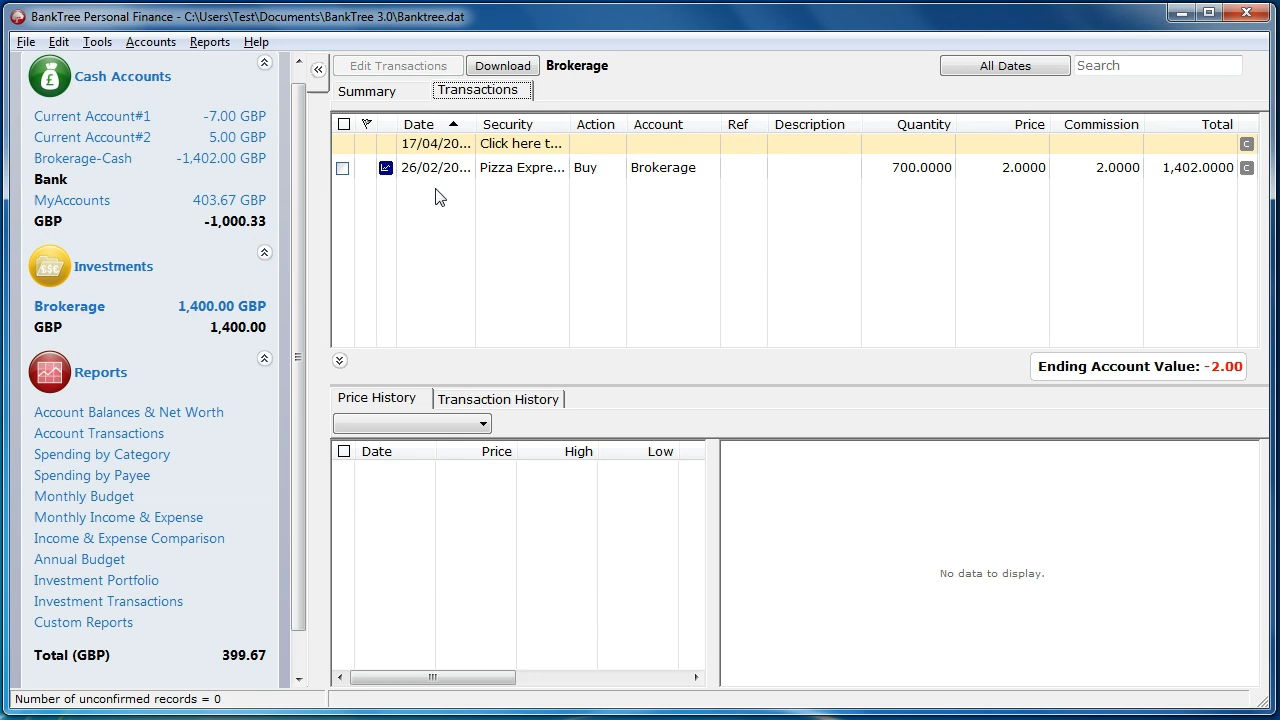 BankTree Personal Finance - C:\Users\Test\Documents\BankTree 3.0\Banktree.dat
File Edit Tools Accounts Reports Help
Cash Accounts
Current Account#1 -7.00 GBP
Current Account#2 5.00 GBP
Brokerage-Cash -1,402.00 GBP
Bank
MyAccounts 403.67 GBP
GBP -1,000.33
Investments
Brokerage 1,400.00 GBP
GBP 1,400.00
Reports
Account Balances & Net Worth
Account Transactions
Spending by Category
Spending by Payee
Monthly Budget
Monthly Income & Expense
Income & Expense Comparison
Annual Budget
Investment Portfolio
Investment Transactions
Custom Reports
Total (GBP) 399.67
Edit Transactions Download Brokerage All Dates Search
Summary Transactions
Date Security Action Account Ref Description Quantity Price Commission Total
17/04/20... Click here t... C
26/02/20... Pizza Expre... Buy Brokerage 700.0000 2.0000 2.0000 1,402.0000 C
Ending Account Value: -2.00
Price History Transaction History
Date Price High Low
No data to display.
Number of unconfirmed records = 0